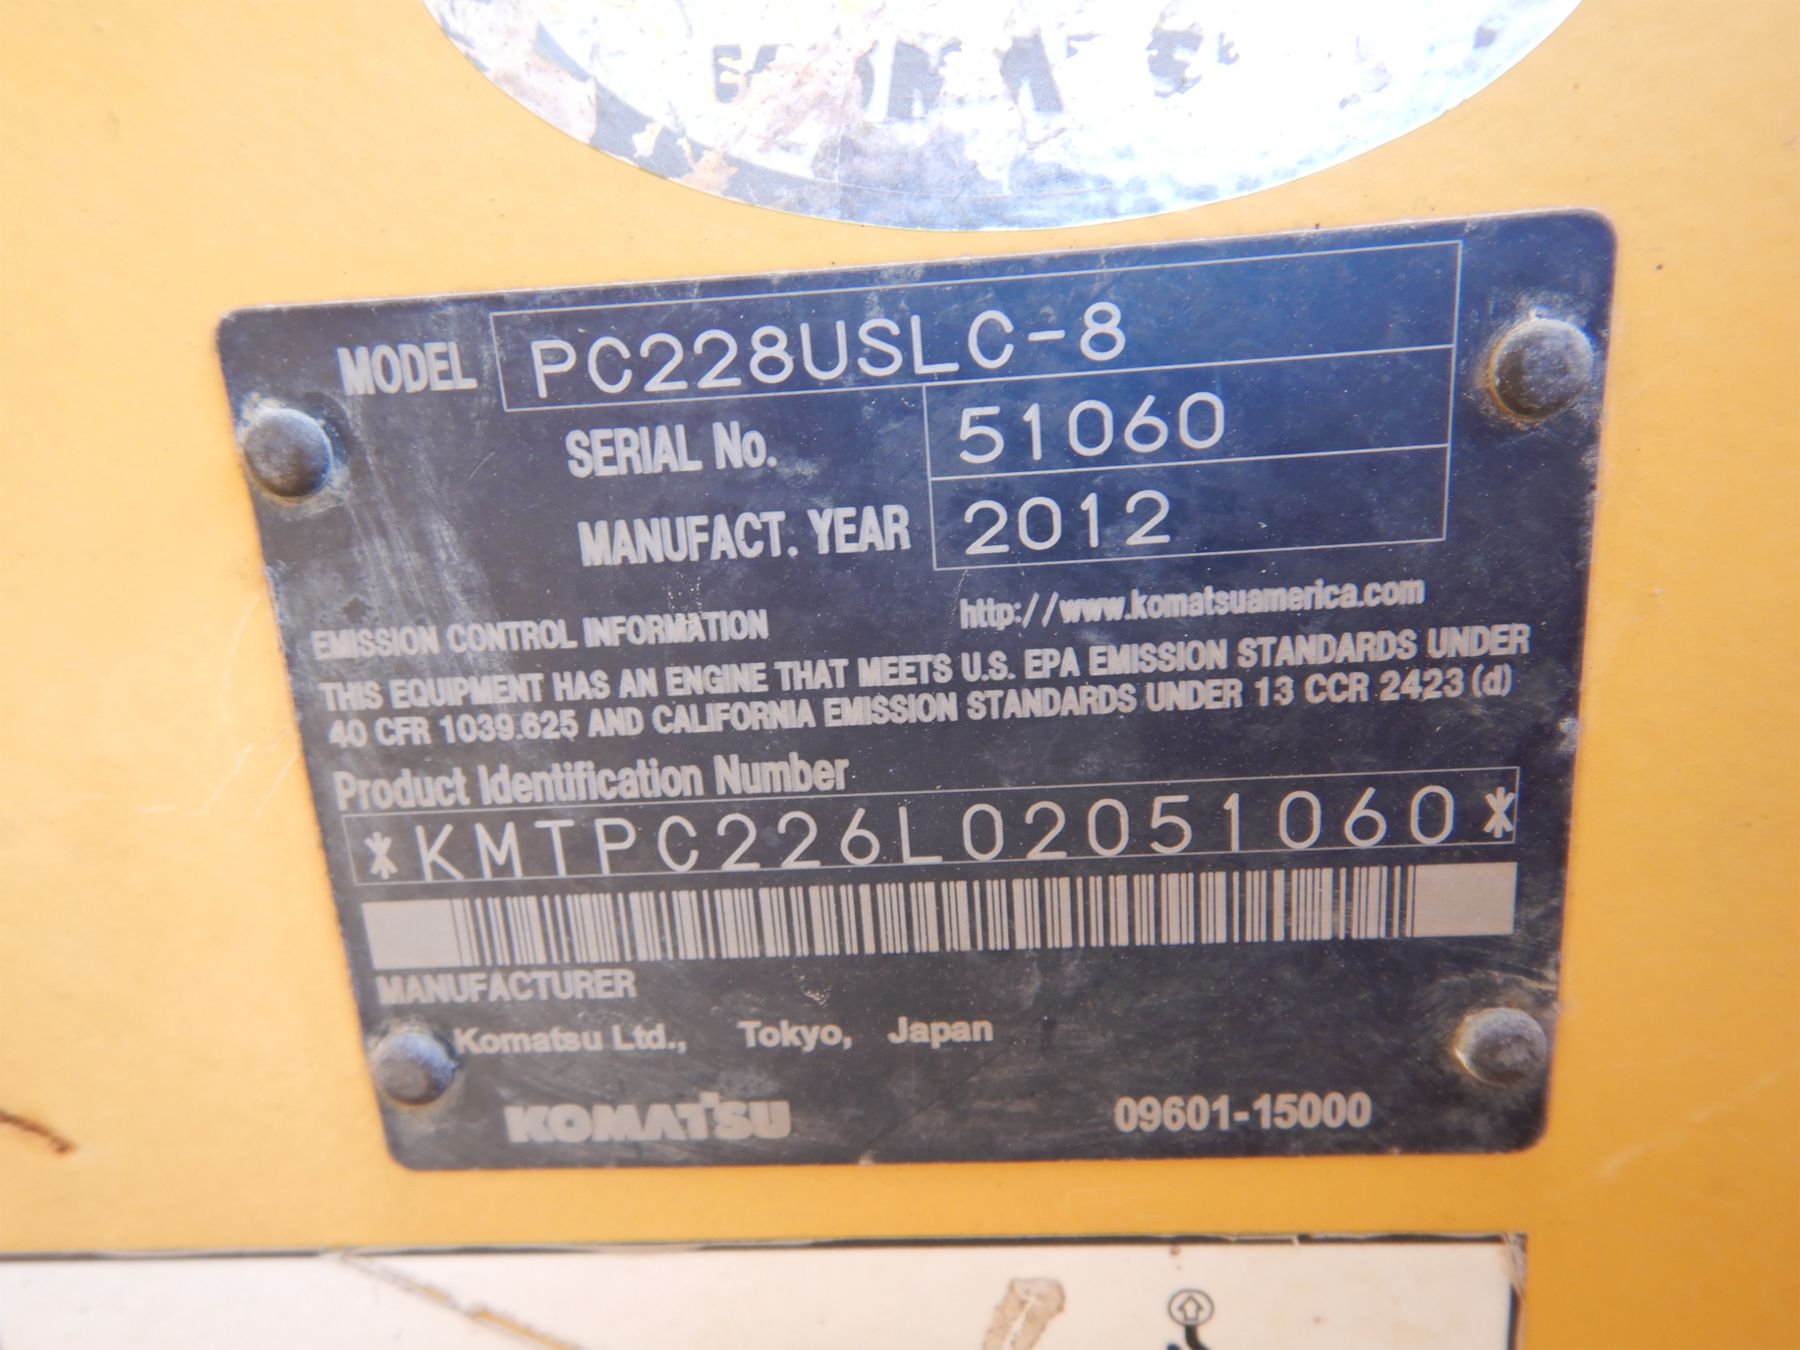 MODEL PC228USLC-8
SERIAL No. 51060
MANUFACT. YEAR 2012
http://www.komatsuamerica.com
EMISSION CONTROL INFORMATION
THIS EQUIPMENT HAS AN ENGINE THAT MEETS U.S. EPA EMISSION STANDARDS UNDER
40 CFR 1039.625 AND CALIFORNIA EMISSION STANDARDS UNDER 13 CCR 2423 (d)
Product Identification Number
*KMTPC226L02051060*
MANUFACTURER
Komatsu Ltd., Tokyo, Japan
KOMATSU 09601-15000